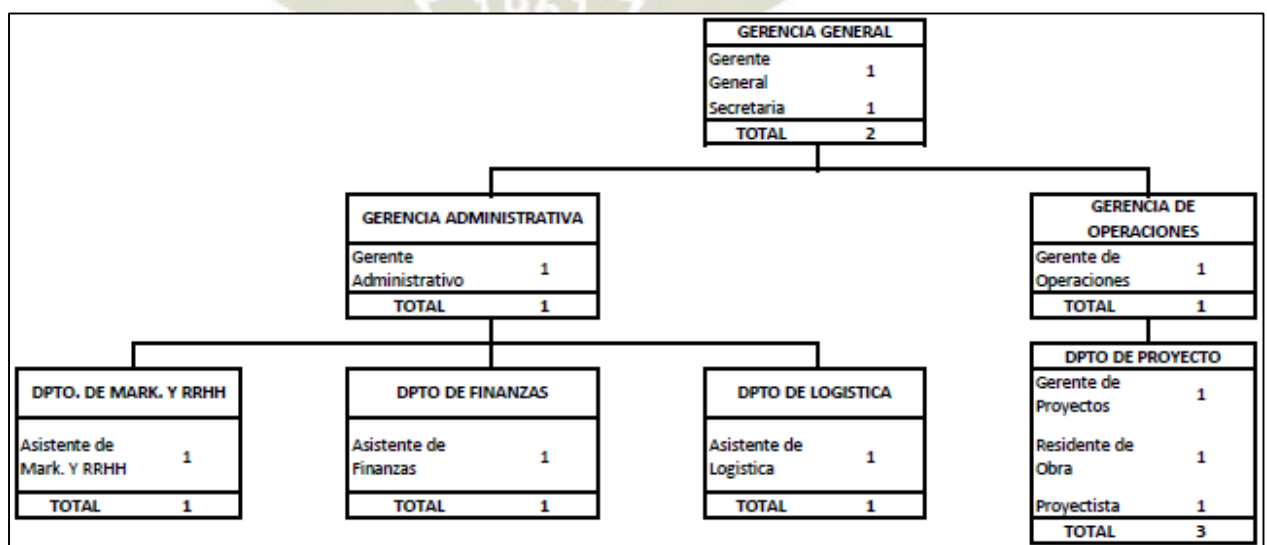 1961
GERENCIA GENERAL
Gerente
General 1
Secretaria 1
TOTAL 2
GERENCIA ADMINISTRATIVA
Gerente
Administrativo 1
TOTAL 1
GERENCIA DE
OPERACIONES
Gerente de
Operaciones 1
TOTAL 1
DPTO. DE MARK. Y RRHH
Asistente de
Mark. Y RRHH 1
TOTAL 1
DPTO DE FINANZAS
Asistente de
Finanzas 1
TOTAL 1
DPTO DE LOGISTICA
Asistente de
Logistica 1
TOTAL 1
DPTO DE PROYECTO
Gerente de
Proyectos 1
Residente de
Obra 1
Proyectista 1
TOTAL 3